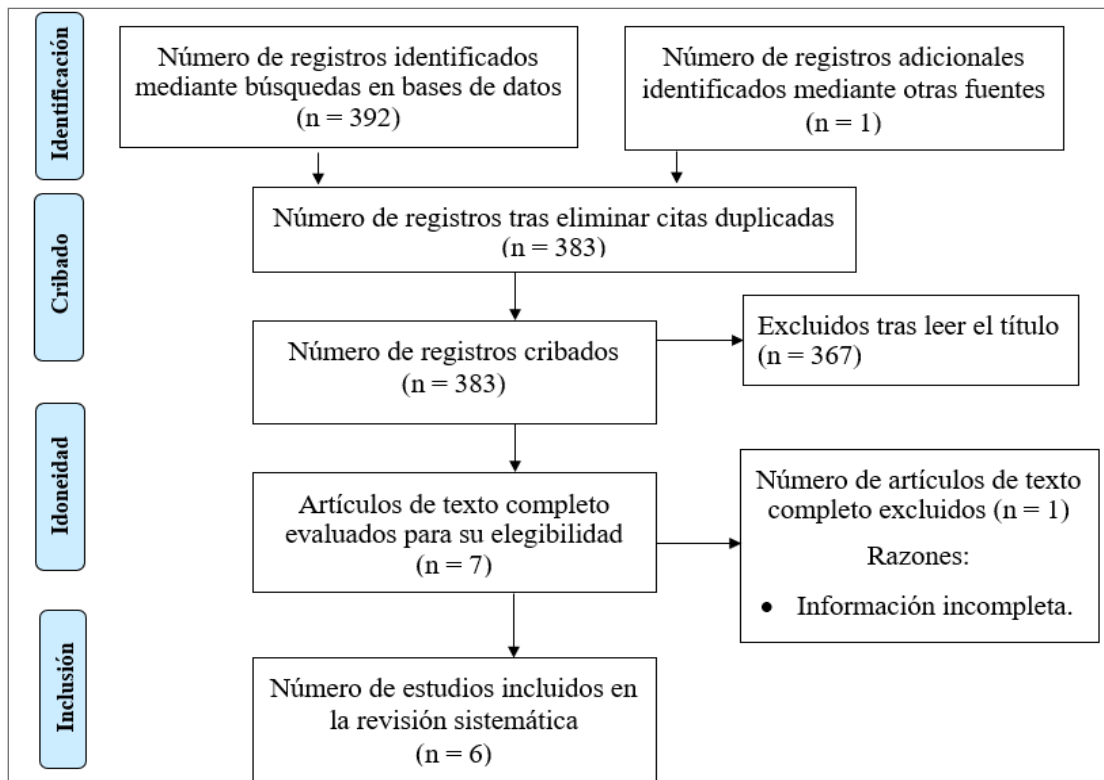 Identificación
Número de registros identificados
mediante búsquedas en bases de datos
(n = 392)
Número de registros adicionales
identificados mediante otras fuentes
(n = 1)
Cribado
Número de registros tras eliminar citas duplicadas
(n = 383)
Número de registros cribados
(n = 383)
Excluidos tras leer el título
(n = 367)
Idoneidad
Artículos de texto completo
evaluados para su elegibilidad
(n = 7)
Número de artículos de texto
completo excluidos (n = 1)
Razones:
● Información incompleta.
Inclusión
Número de estudios incluidos en
la revisión sistemática
(n = 6)